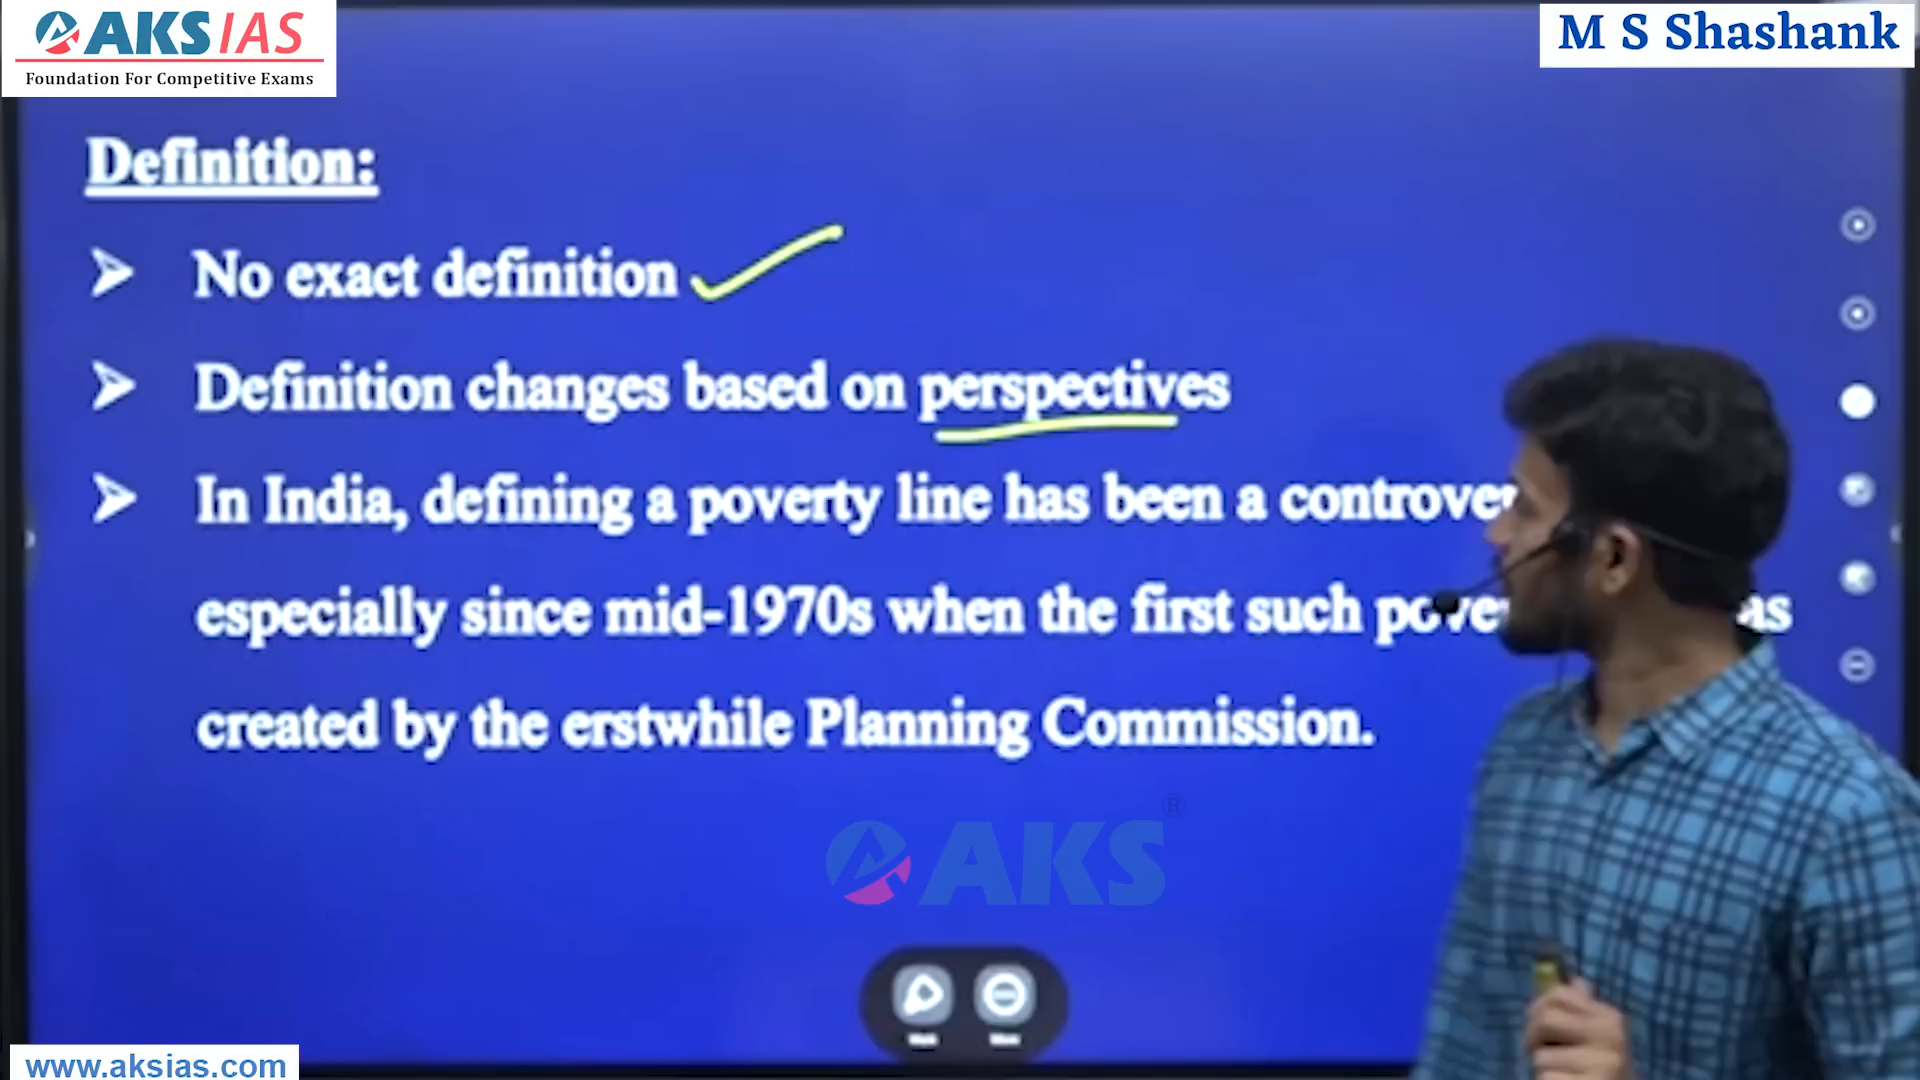 AKS IAS
Foundation For Competitive Exams
M S Shashank
Definition:
➤ No exact definition
➤ Definition changes based on perspectives
➤ In India, defining a poverty line has been a
especially since mid-1970s when the first such
created by the erstwhile Planning Commission.
AKS ®
www.aksias.com